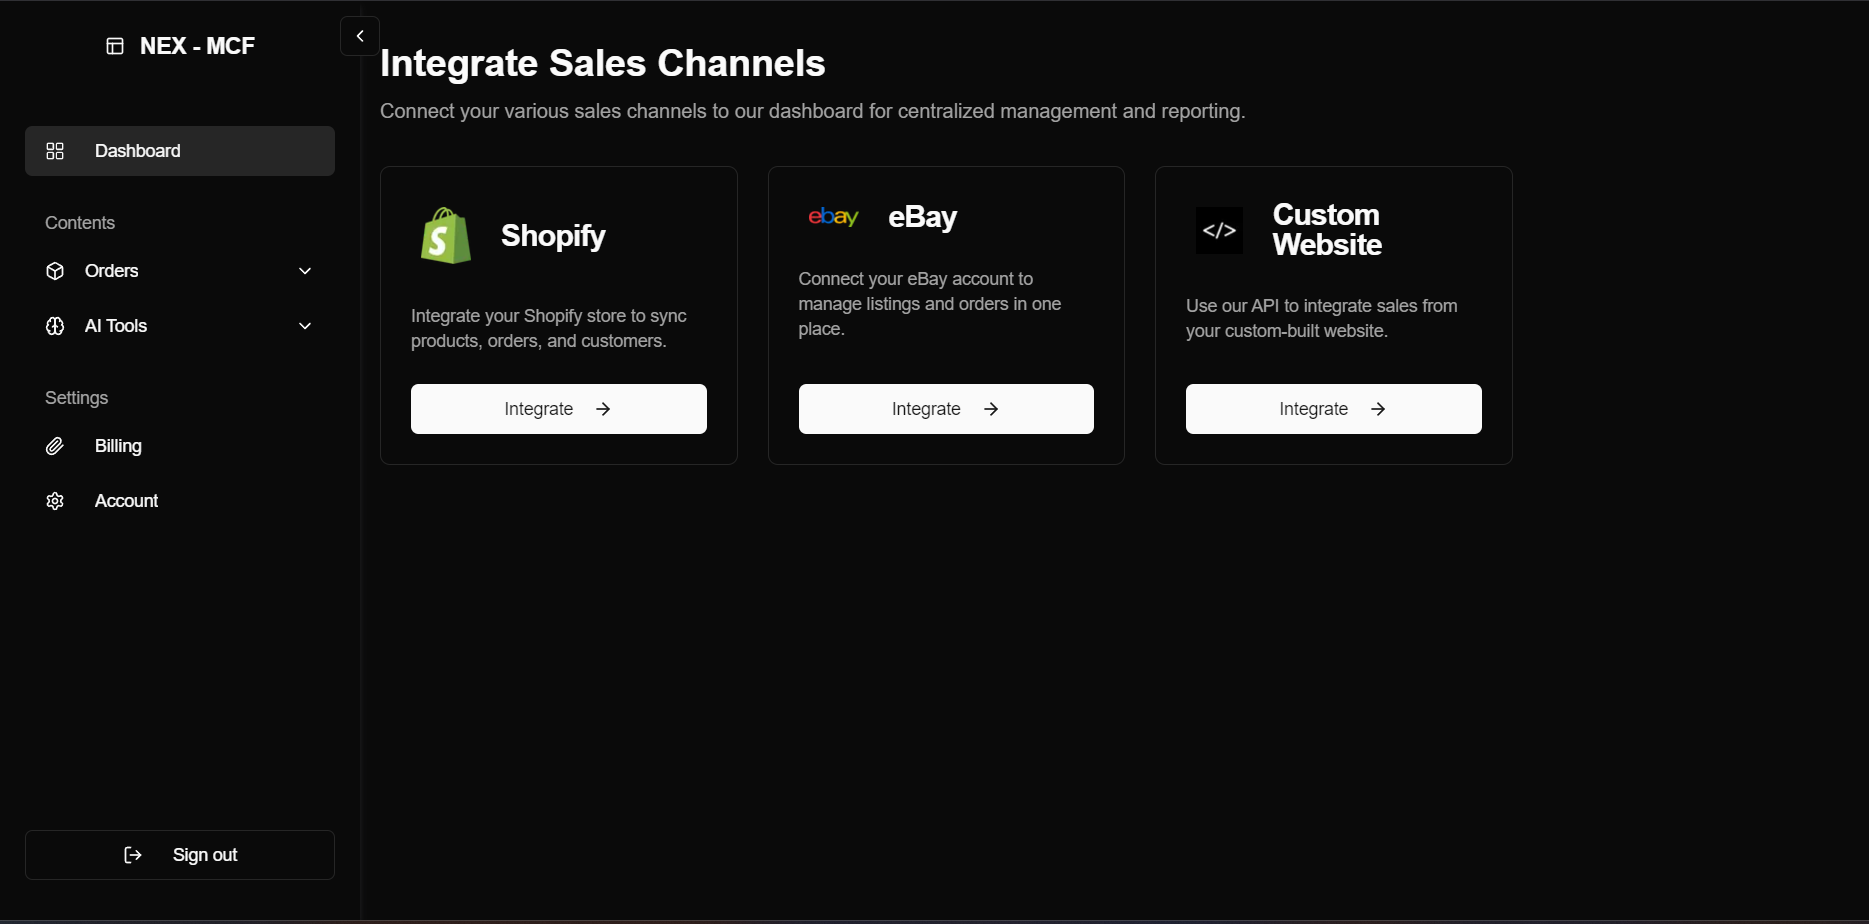 NEX - MCF
Dashboard
Contents
Orders
AI Tools
Settings
Billing
Account
Sign out
Integrate Sales Channels
Connect your various sales channels to our dashboard for centralized management and reporting.
Shopify
Integrate your Shopify store to sync
products, orders, and customers.
Integrate
ebay
eBay
Connect your eBay account to
manage listings and orders in one
place.
Integrate
</>
Custom
Website
Use our API to integrate sales from
your custom-built website.
Integrate